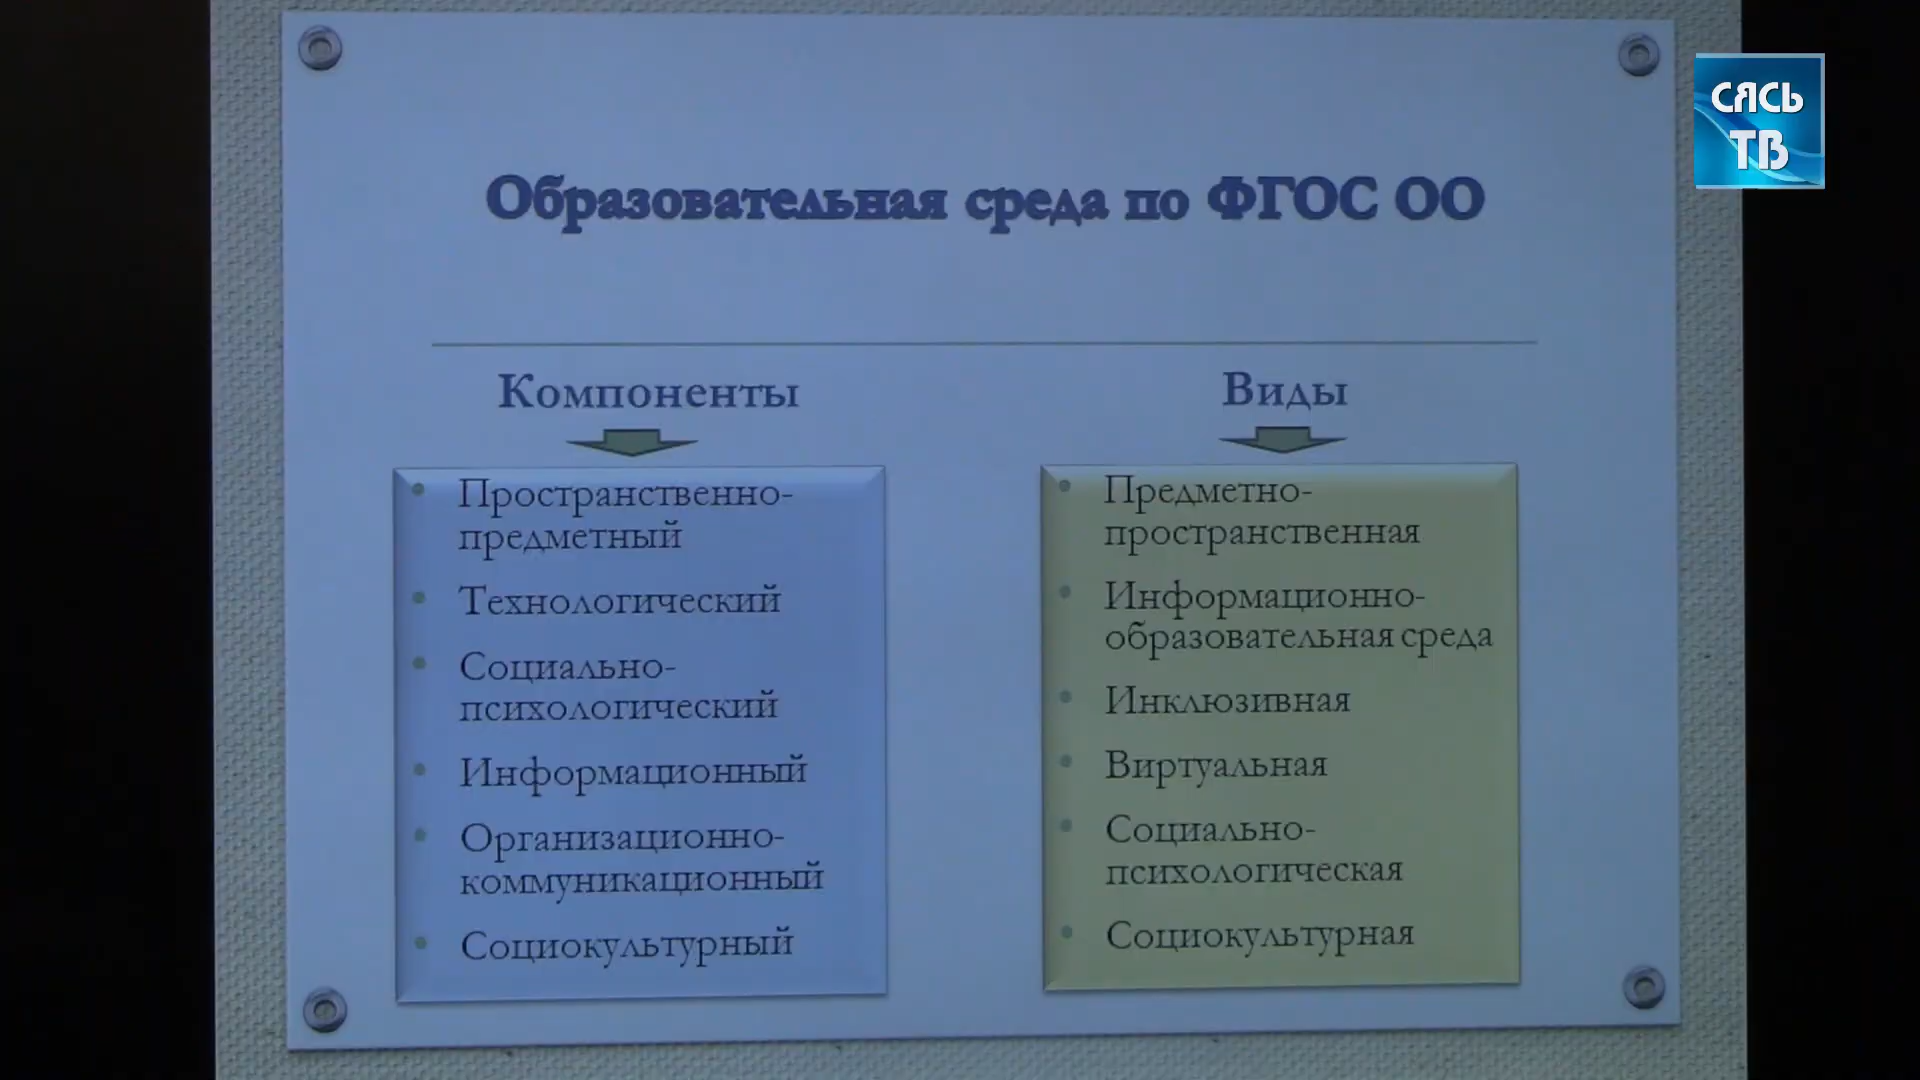 СЯСЬ
ТВ
Образовательная среда по ФГОС ОО
Компоненты
Пространственно-
предметный
Технологический
Социально-
психологический
Информационный
Организационно-
коммуникационный
Социокультурный
Виды
Предметно-
пространственная
Информационно-
образовательная среда
Инклюзивная
Виртуальная
Социально-
психологическая
Социокультурная